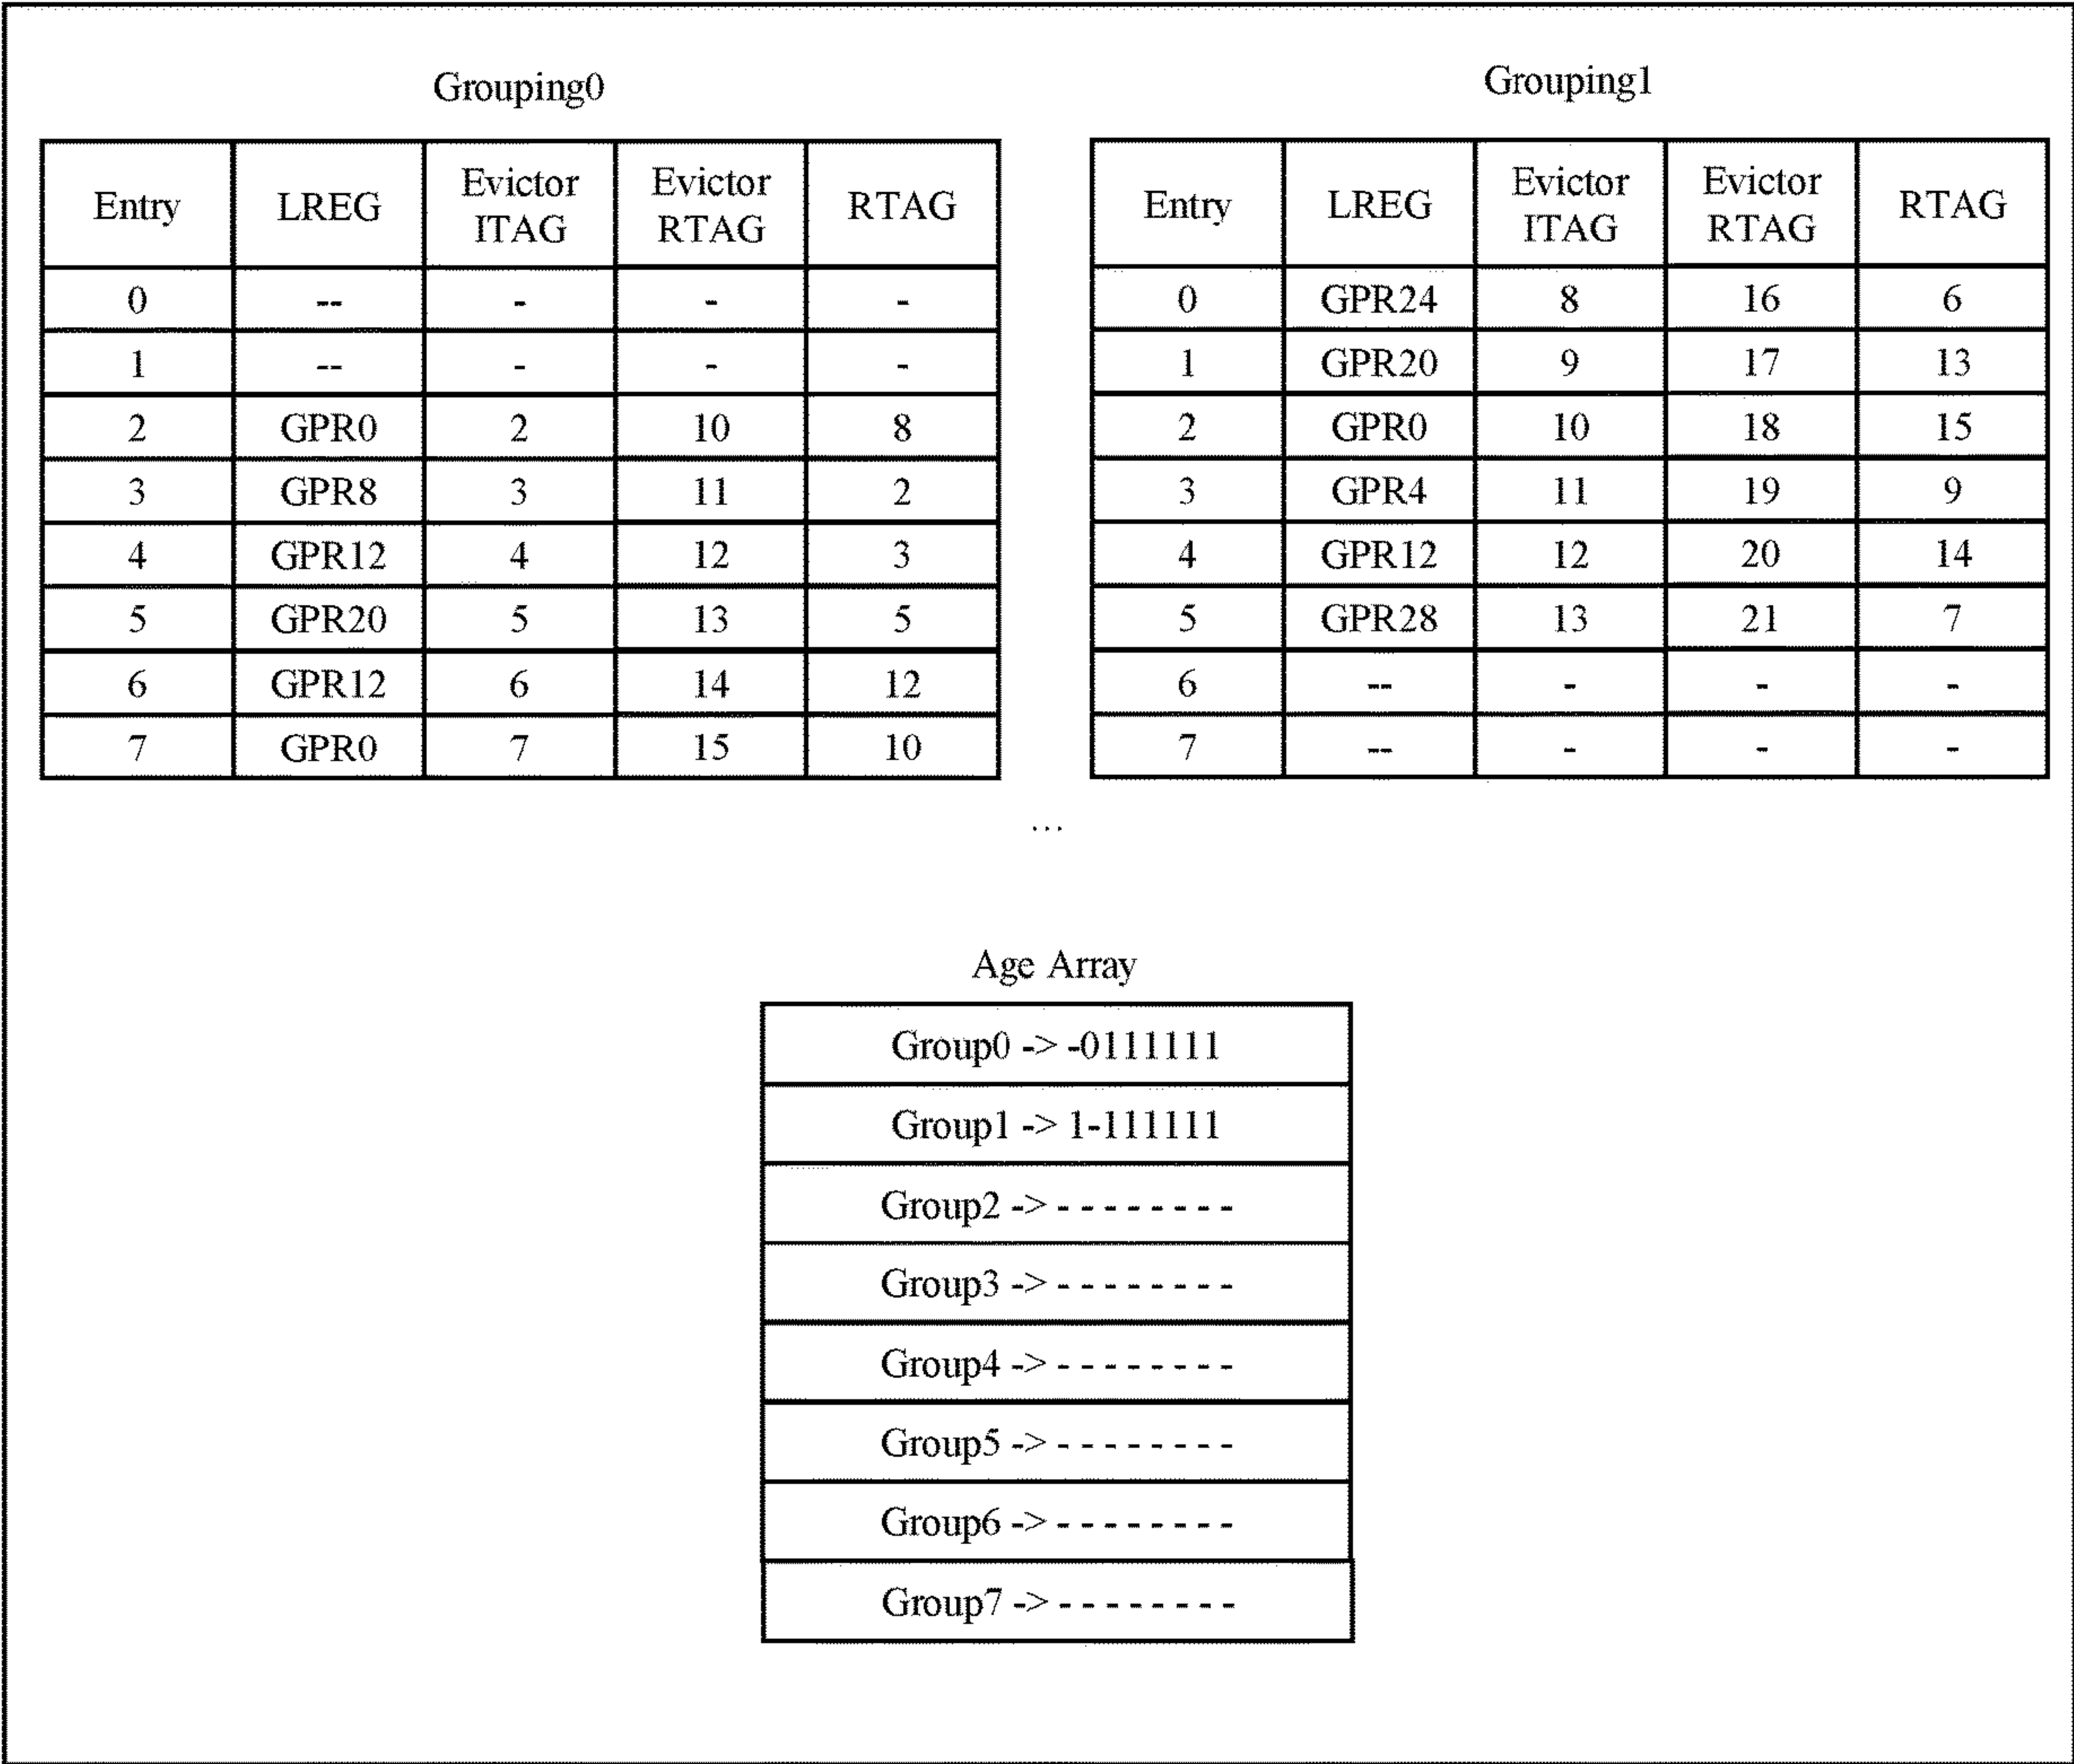 Grouping0
Entry LREG Evictor ITAG Evictor RTAG RTAG
0 -- - - -
1 -- - - -
2 GPR0 2 10 8
3 GPR8 3 11 2
4 GPR12 4 12 3
5 GPR20 5 13 5
6 GPR12 6 14 12
7 GPR0 7 15 10
Grouping1
Entry LREG Evictor ITAG Evictor RTAG RTAG
0 GPR24 8 16 6
1 GPR20 9 17 13
2 GPR0 10 18 15
3 GPR4 11 19 9
4 GPR12 12 20 14
5 GPR28 13 21 7
6 -- - - -
7 -- - - -
...
Age Array
Group0 -> -0111111
Group1 -> 1-111111
Group2 -> - - - - - - - -
Group3 -> - - - - - - - -
Group4 -> - - - - - - - -
Group5 -> - - - - - - - -
Group6 -> - - - - - - - -
Group7 -> - - - - - - - -